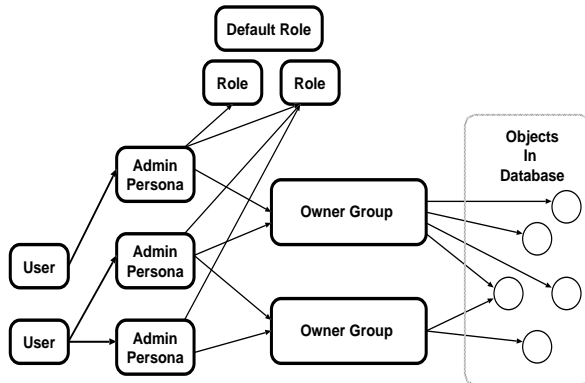 Default Role
Role
Role
Objects
In
Database
Admin
Persona
Owner Group
Admin
Persona
User
Owner Group
User
Admin
Persona